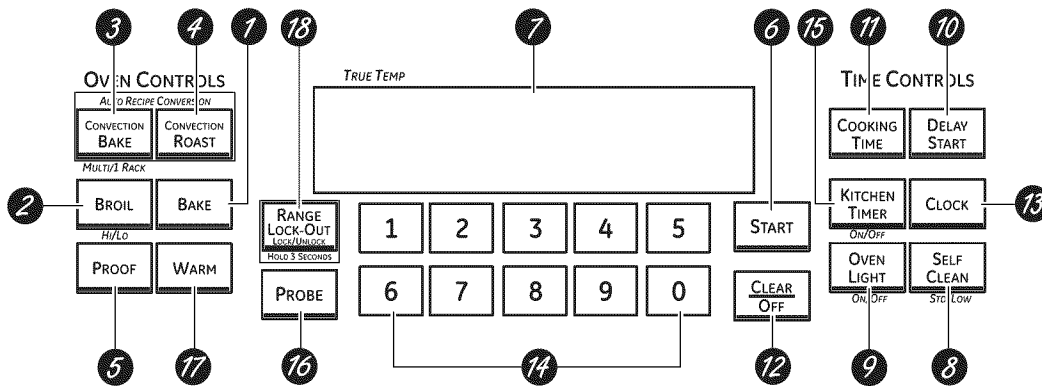 3 4 1 18 7 6 15 11 10
OVEN CONTROLS
AUTO RECIPE CONVERSION
CONVECTION
BAKE
CONVECTION
ROAST
MULTI/1 RACK
2
BROIL
BAKE
HI/LO
PROOF
WARM
5 17
RANGE
LOCK-OUT
LOCK/UNLOCK
HOLD 3 SECONDS
PROBE
16
TRUE TEMP
1 2 3 4 5
6 7 8 9 0
14
START
CLEAR
OFF
12
TIME CONTROLS
COOKING
TIME
DELAY
START
KITCHEN
TIMER
CLOCK
13
ON/OFF
OVEN
LIGHT
SELF
CLEAN
ON/OFF
STD/LOW
9 8